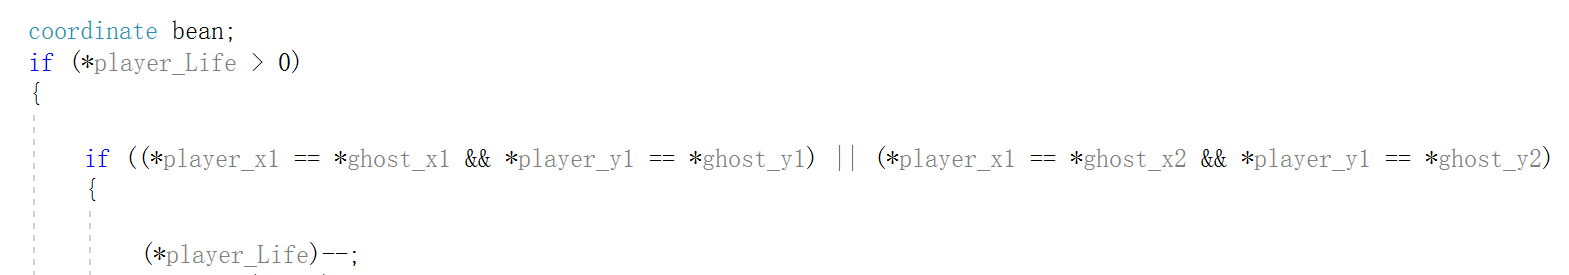 coordinate bean;
if (*player_Life > 0)
{
if ((*player_x1 == *ghost_x1 && *player_y1 == *ghost_y1) || (*player_x1 == *ghost_x2 && *player_y1 == *ghost_y2)
{
(*player_Life)--;